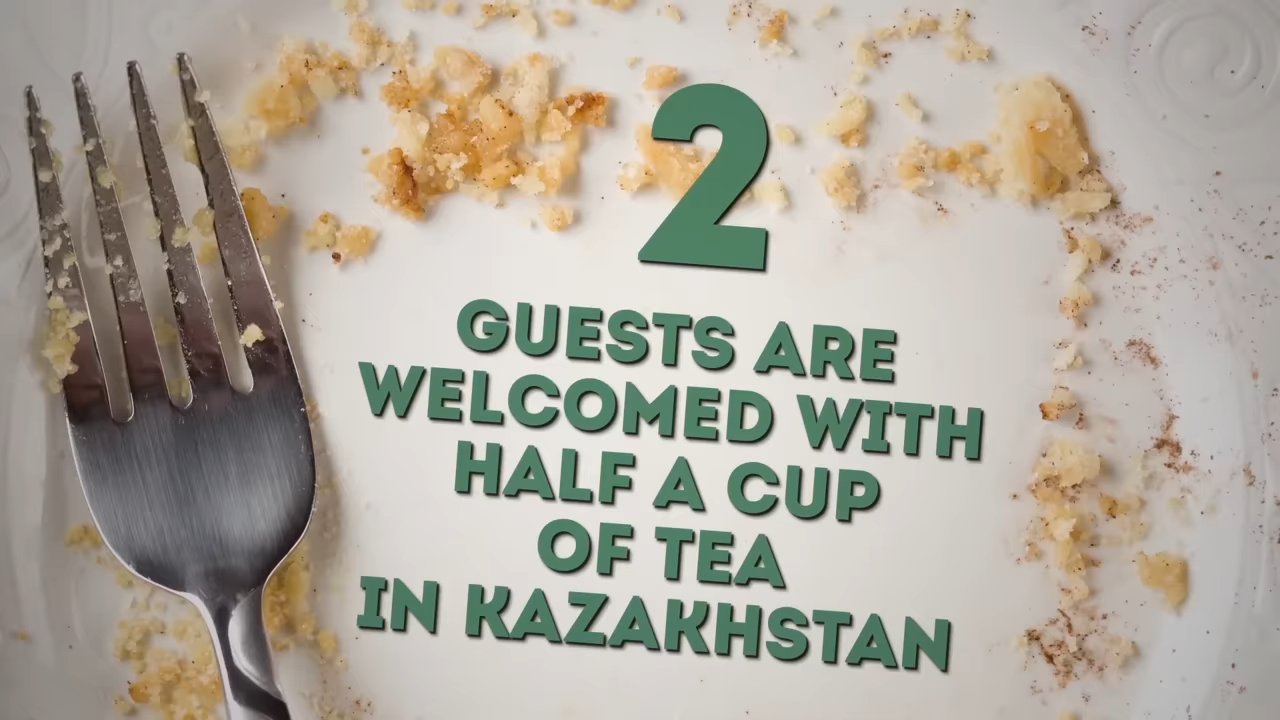 2
GUESTS ARE
WELCOMED WITH
HALF A CUP
OF TEA
IN KAZAKHSTAN